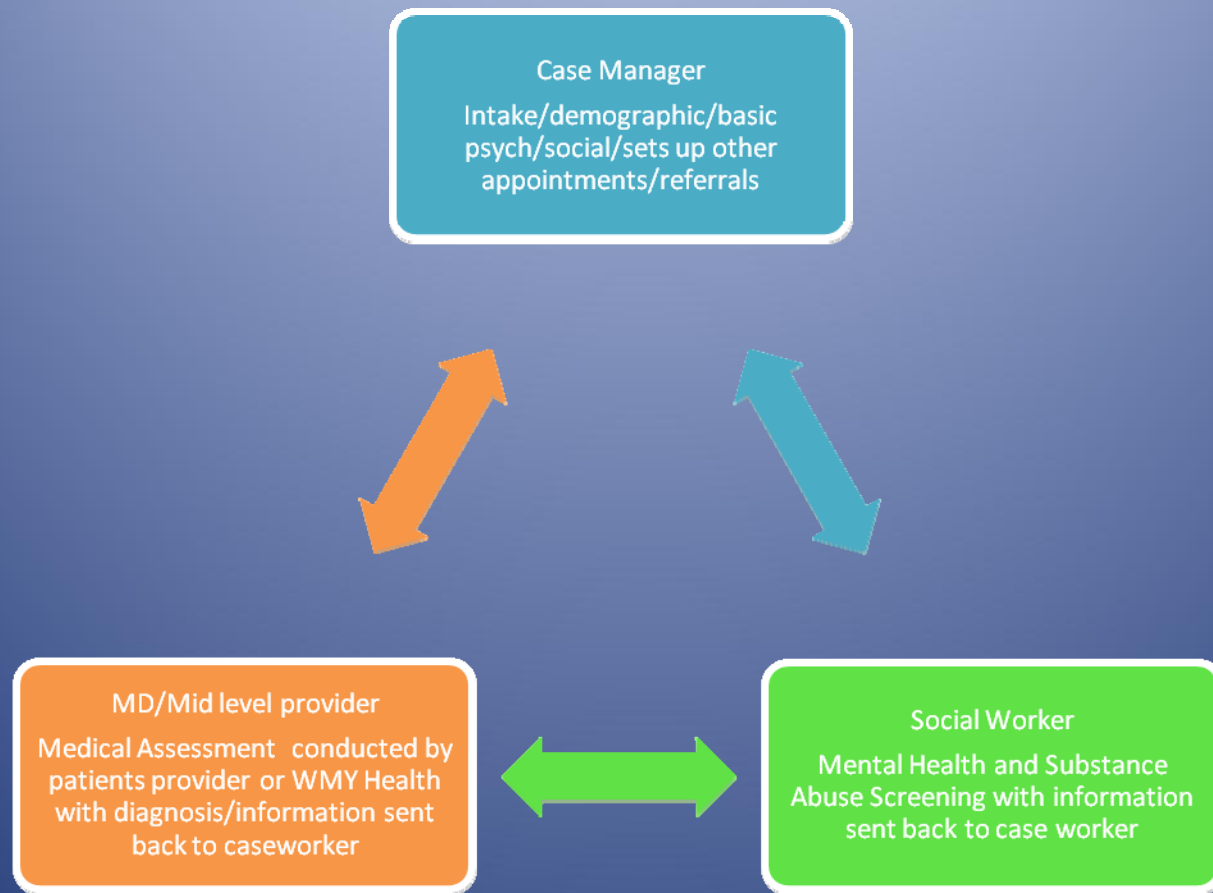 Case Manager
Intake/demographic/basic
psych/social/sets up other
appointments/referrals
MD/Mid level provider
Medical Assessment conducted by
patients provider or WMY Health
with diagnosis/information sent
back to caseworker
Social Worker
Mental Health and Substance
Abuse Screening with information
sent back to case worker